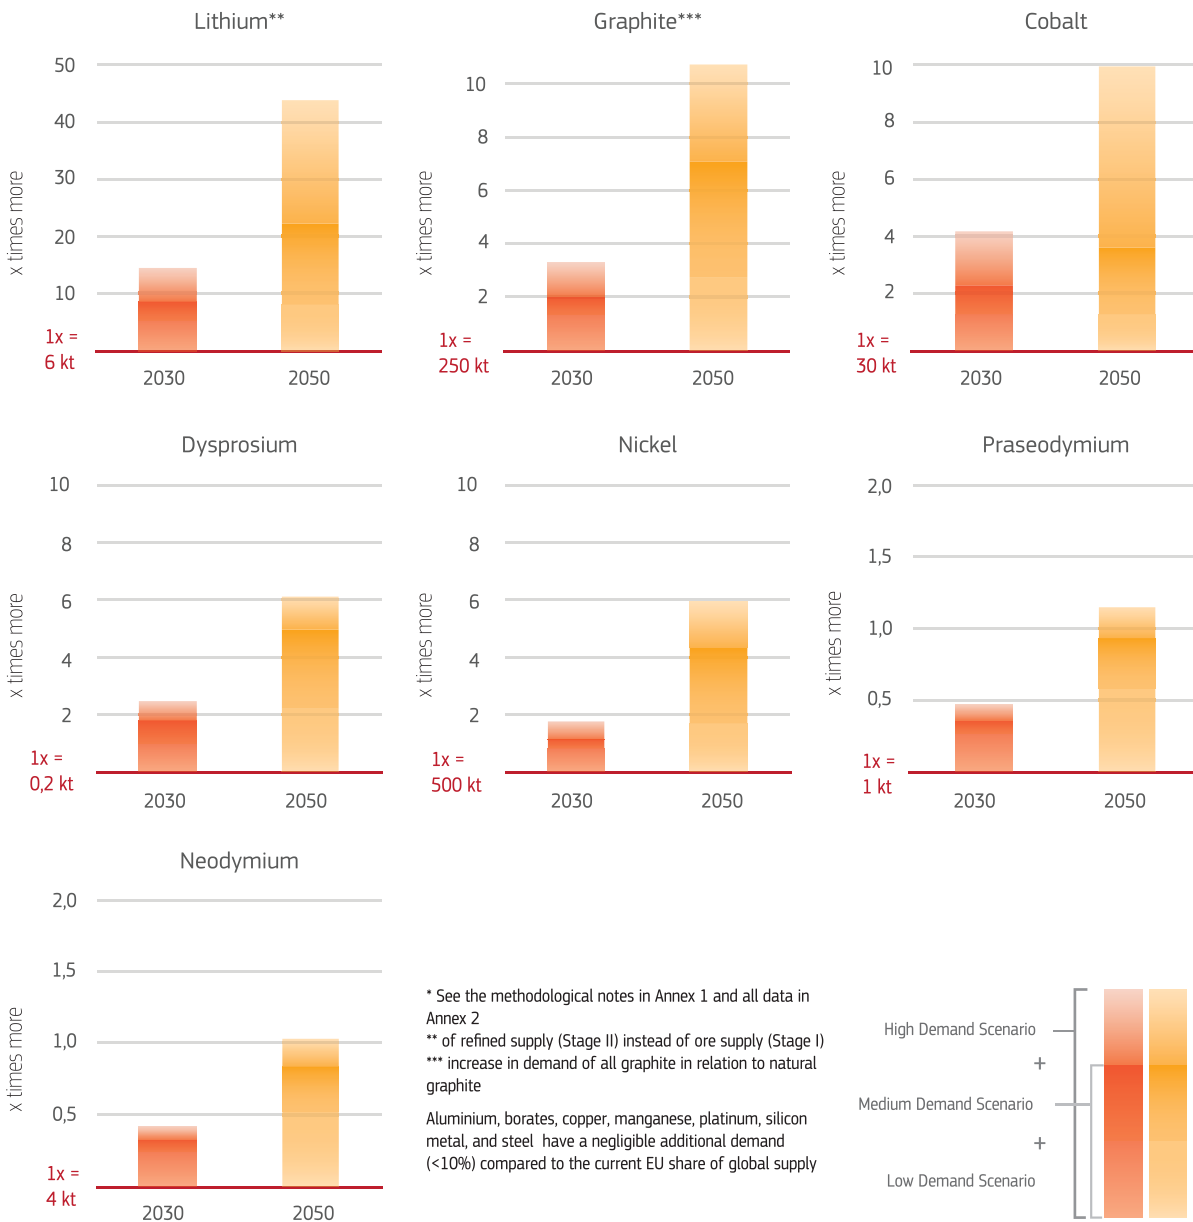 Lithium**
50
40
30
20
10
x times more
1x =
6 kt
2030
2050
Graphite***
10
8
6
4
2
x times more
1x =
250 kt
2030
2050
Cobalt
10
8
6
4
2
x times more
1x =
30 kt
2030
2050
Dysprosium
10
8
6
4
2
x times more
1x =
0,2 kt
2030
2050
Nickel
10
8
6
4
2
x times more
1x =
500 kt
2030
2050
Praseodymium
2,0
1,5
1,0
0,5
x times more
1x =
1 kt
2030
2050
Neodymium
2,0
1,5
1,0
0,5
x times more
1x =
4 kt
2030
2050
* See the methodological notes in Annex 1 and all data in
Annex 2
** of refined supply (Stage II) instead of ore supply (Stage I)
*** increase in demand of all graphite in relation to natural
graphite
Aluminium, borates, copper, manganese, platinum, silicon
metal, and steel have a negligible additional demand
(<10%) compared to the current EU share of global supply
High Demand Scenario
+
Medium Demand Scenario
+
Low Demand Scenario